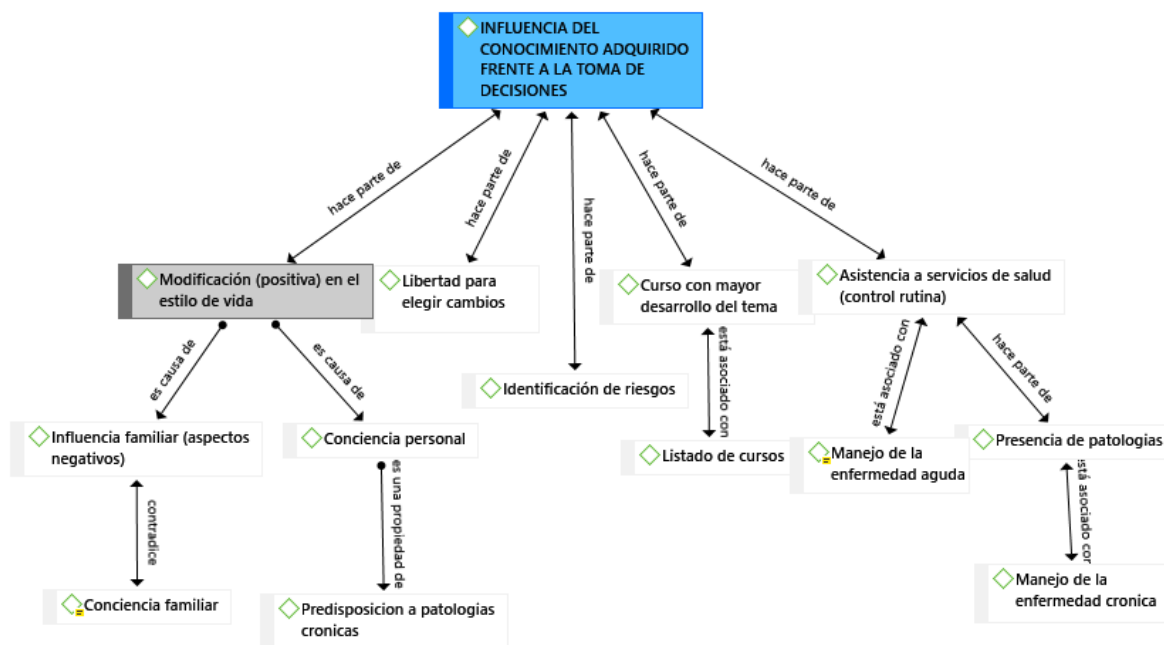 INFLUENCIA DEL
CONOCIMIENTO ADQUIRIDO
FRENTE A LA TOMA DE
DECISIONES
hace parte de
hace parte de
hace parte de
hace parte de
hace parte de
Modificación (positiva) en el
estilo de vida
Libertad para
elegir cambios
Curso con mayor
desarrollo del tema
Asistencia a servicios de salud
(control rutina)
es causa de
es causa de
está asociado con
está asociado con
hace parte de
Identificación de riesgos
Influencia familiar (aspectos
negativos)
Conciencia personal
Listado de cursos
Manejo de la
enfermedad aguda
Presencia de patologias
contradice
es una propiedad de
está asociado con
Conciencia familiar
Predisposicion a patologias
cronicas
Manejo de la
enfermedad cronica